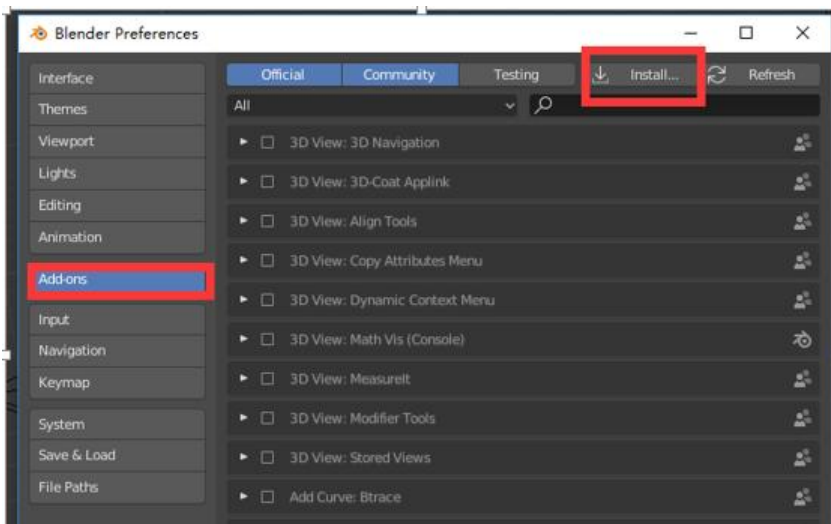 Blender Preferences
Interface
Themes
Viewport
Lights
Editing
Animation
Add-ons
Input
Navigation
Keymap
System
Save & Load
File Paths
Official Community Testing Install... Refresh
All
3D View: 3D Navigation
3D View: 3D-Coat Applink
3D View: Align Tools
3D View: Copy Attributes Menu
3D View: Dynamic Context Menu
3D View: Math Vis (Console)
3D View: MeasureIt
3D View: Modifier Tools
3D View: Stored Views
Add Curve: Btrace